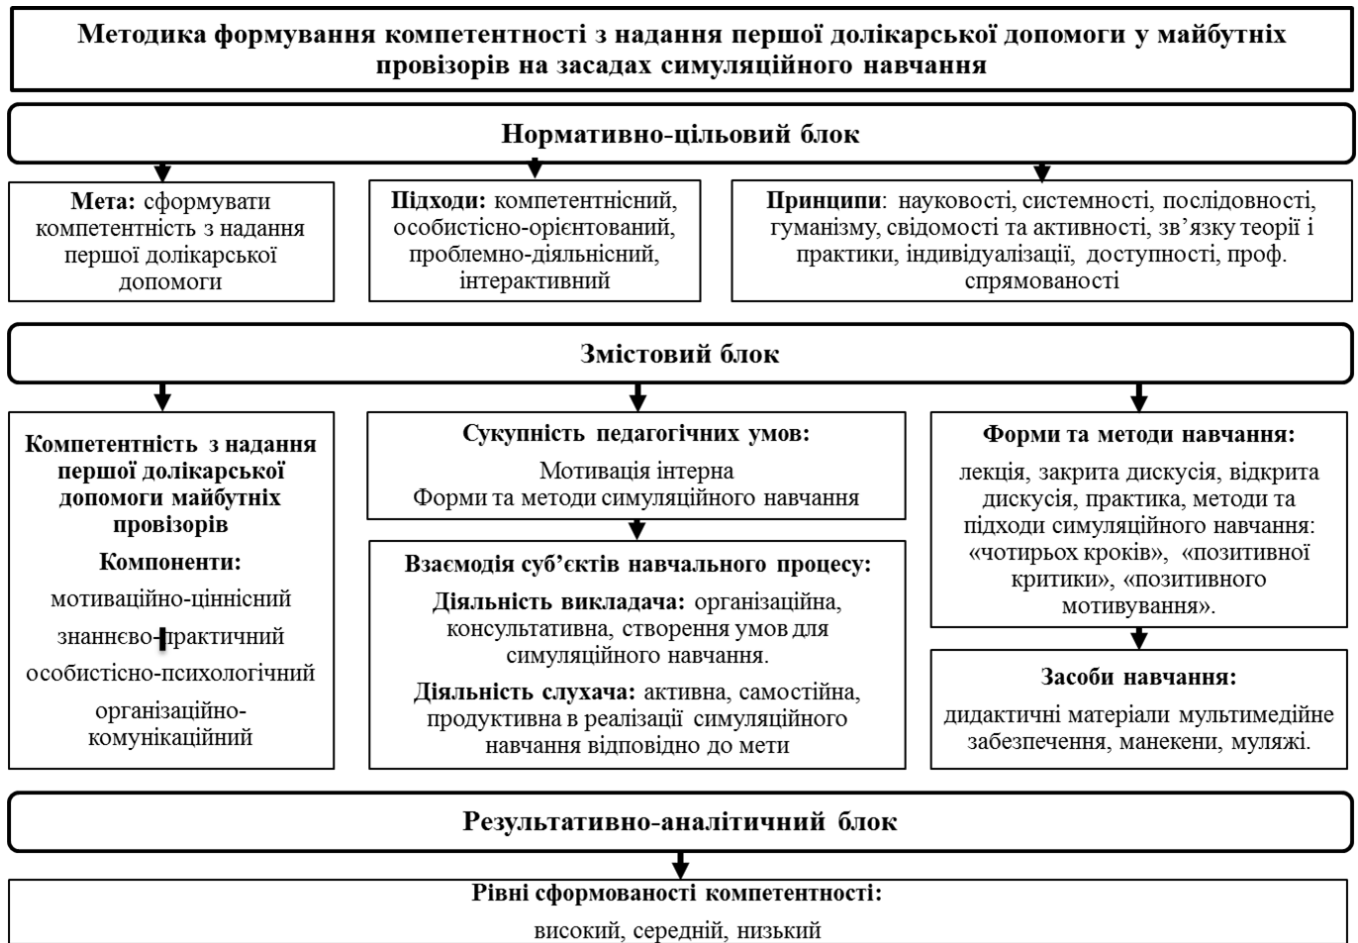 Методика формування компетентності з надання першої долікарської допомоги у майбутніх
провізорів на засадах симуляційного навчання
Нормативно-цільовий блок
Мета: сформувати
компетентність з надання
першої долікарської
допомоги
Підходи: компетентнісний,
особистісно-орієнтований,
проблемно-діяльнісний,
інтерактивний
Принципи: науковості, системності, послідовності,
гуманізму, свідомості та активності, зв’язку теорії і
практики, індивідуалізації, доступності, проф.
спрямованості
Змістовий блок
Компетентність з надання
першої долікарської
допомоги майбутніх
провізорів
Компоненти:
мотиваційно-ціннісний
знаннєво-практичний
особистісно-психологічний
організаційно-
комунікаційний
Сукупність педагогічних умов:
Мотивація інтерна
Форми та методи симуляційного навчання
Взаємодія суб’єктів навчального процесу:
Діяльність викладача: організаційна,
консультативна, створення умов для
симуляційного навчання.
Діяльність слухача: активна, самостійна,
продуктивна в реалізації симуляційного
навчання відповідно до мети
Форми та методи навчання:
лекція, закрита дискусія, відкрита
дискусія, практика, методи та
підходи симуляційного навчання:
«чотирьох кроків», «позитивної
критики», «позитивного
мотивування».
Засоби навчання:
дидактичні матеріали мультимедійне
забезпечення, манекени, муляжі.
Результативно-аналітичний блок
Рівні сформованості компетентності:
високий, середній, низький